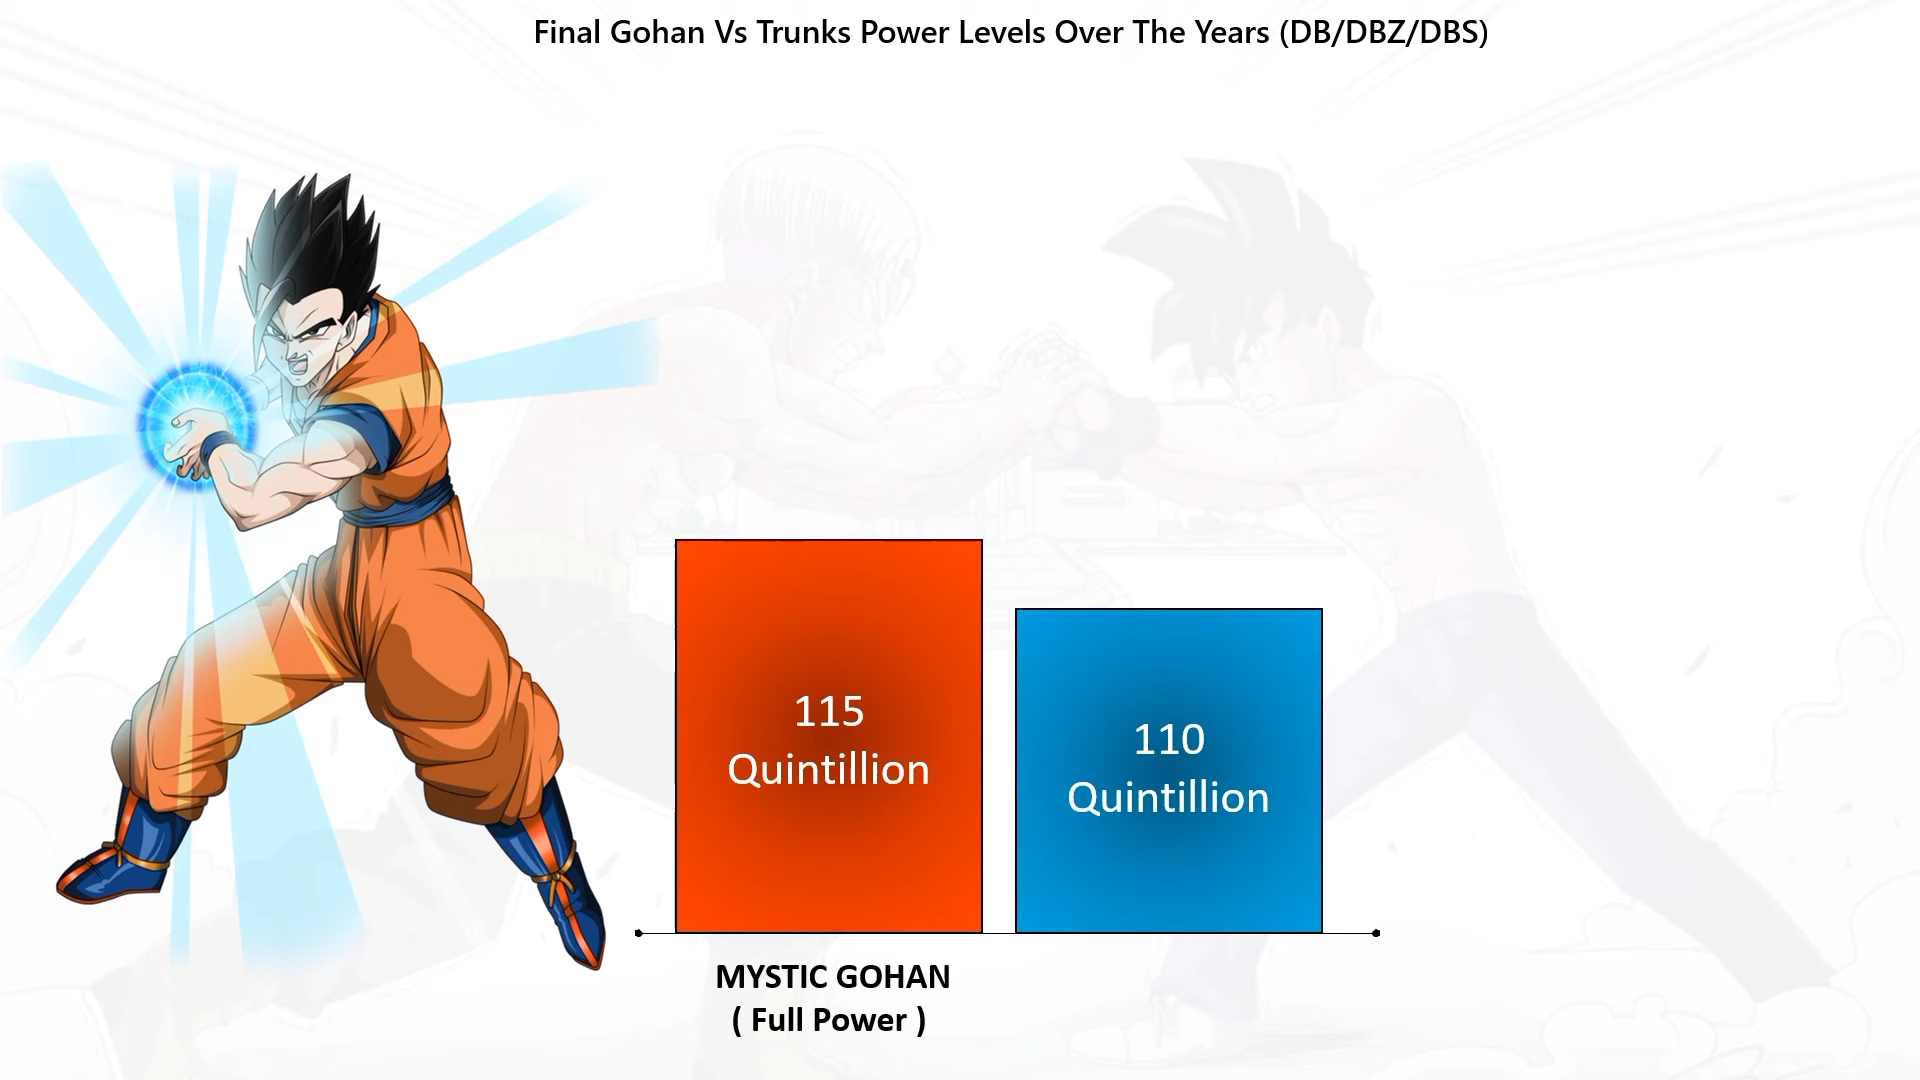 Final Gohan Vs Trunks Power Levels Over The Years (DB/DBZ/DBS)
115
Quintillion
110
Quintillion
MYSTIC GOHAN
( Full Power )